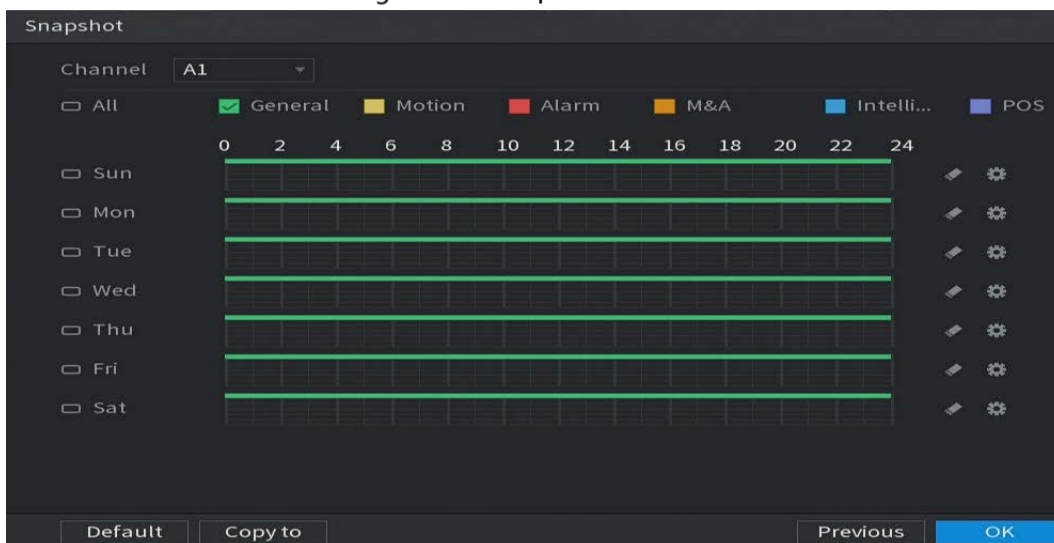 Snapshot
Channel A1
All General Motion Alarm M&A Intelli... POS
0 2 4 6 8 10 12 14 16 18 20 22 24
Sun
Mon
Tue
Wed
Thu
Fri
Sat
Default Copy to Previous OK